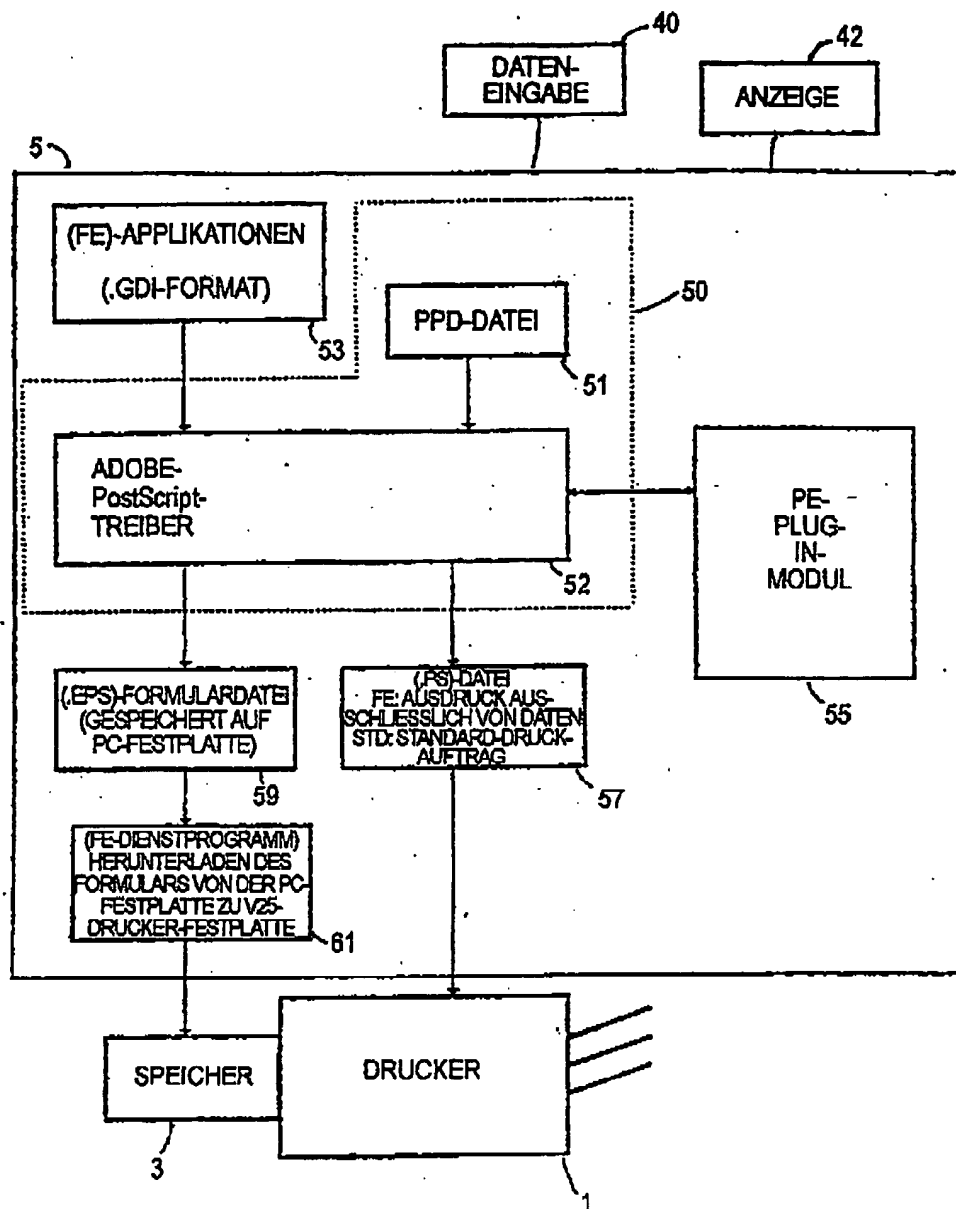 40
DATEN-
EINGABE
42
ANZEIGE
5
(FE)-APPLIKATIONEN
(.GDI-FORMAT)
53
PPD-DATEI
51
50
ADOBE-
PostScript-
TREIBER
52
PE-
PLUG-
IN-
MODUL
55
(.EPS)-FORMULARDATEI
(GESPEICHERT AUF
PC-FESTPLATTE)
59
(.PS)-DATEI
FE: AUSDRUCK AUS-
SCHLIESSLICH VON DATEN
STD: STANDARD-DRUCK-
AUFTRAG
57
(FE-DIENSTPROGRAMM)
HERUNTERLADEN DES
FORMULARS VON DER PC-
FESTPLATTE ZU V25-
DRUCKER-FESTPLATTE
61
SPEICHER
3
DRUCKER
1